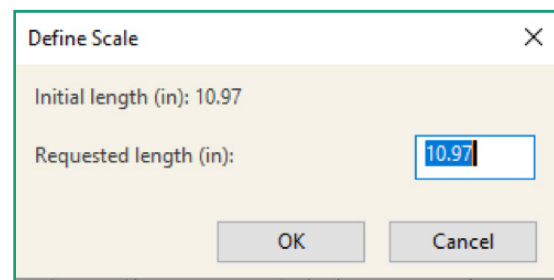 Define Scale
Initial length (in): 10.97
Requested length (in): 10.97
OK Cancel